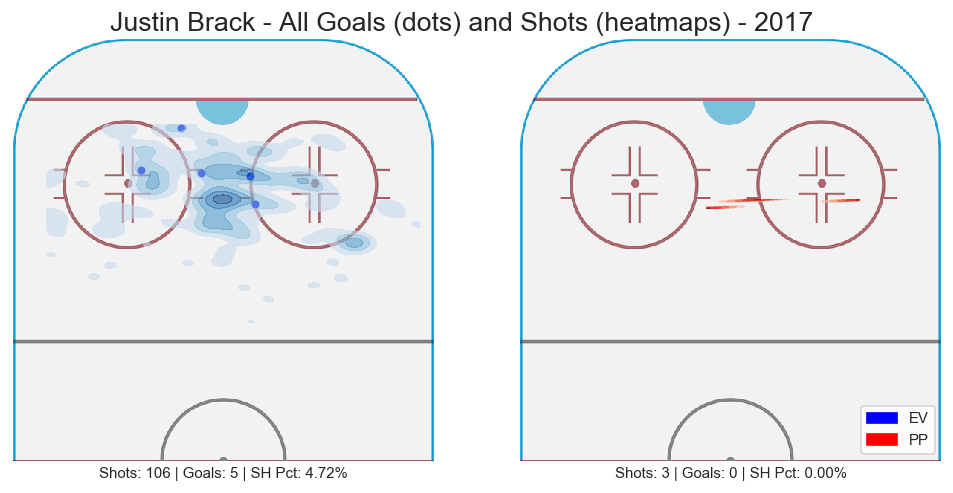 Justin Brack - All Goals (dots) and Shots (heatmaps) - 2017
EV
PP
Shots: 106 | Goals: 5 | SH Pct: 4.72%
Shots: 3 | Goals: 0 | SH Pct: 0.00%